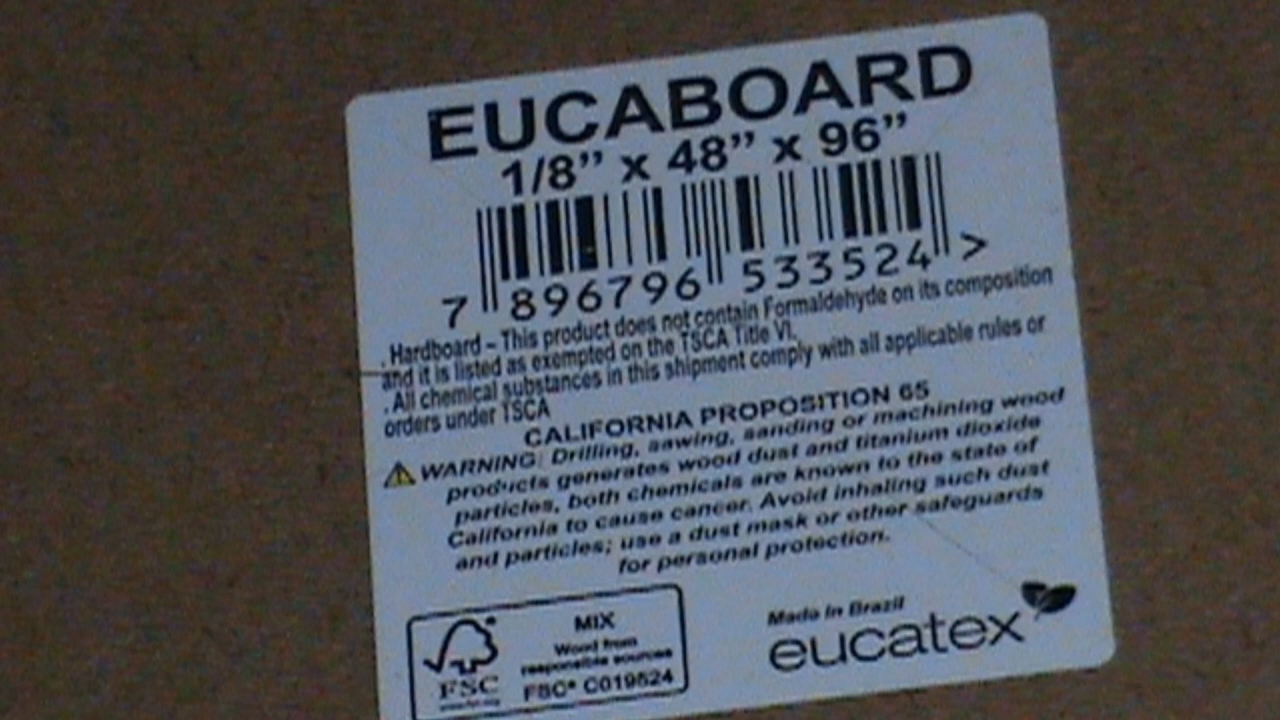 EUCABOARD
1/8” x 48” x 96”
7 896796 533524 >
. Hardboard – This product does not contain Formaldehyde on its composition
and it is listed as exempted on the TSCA Title VI.
. All chemical substances in this shipment comply with all applicable rules or
orders under TSCA
CALIFORNIA PROPOSITION 65
WARNING: Drilling, sawing, sanding or machining wood
products generates wood dust and titanium dioxide
particles, both chemicals are known to the state of
California to cause cancer. Avoid inhaling such dust
and particles; use a dust mask or other safeguards
for personal protection.
MIX
Wood from
responsible sources
FSC® C019524
FSC
www.fsc.org
Made in Brazil
eucatex